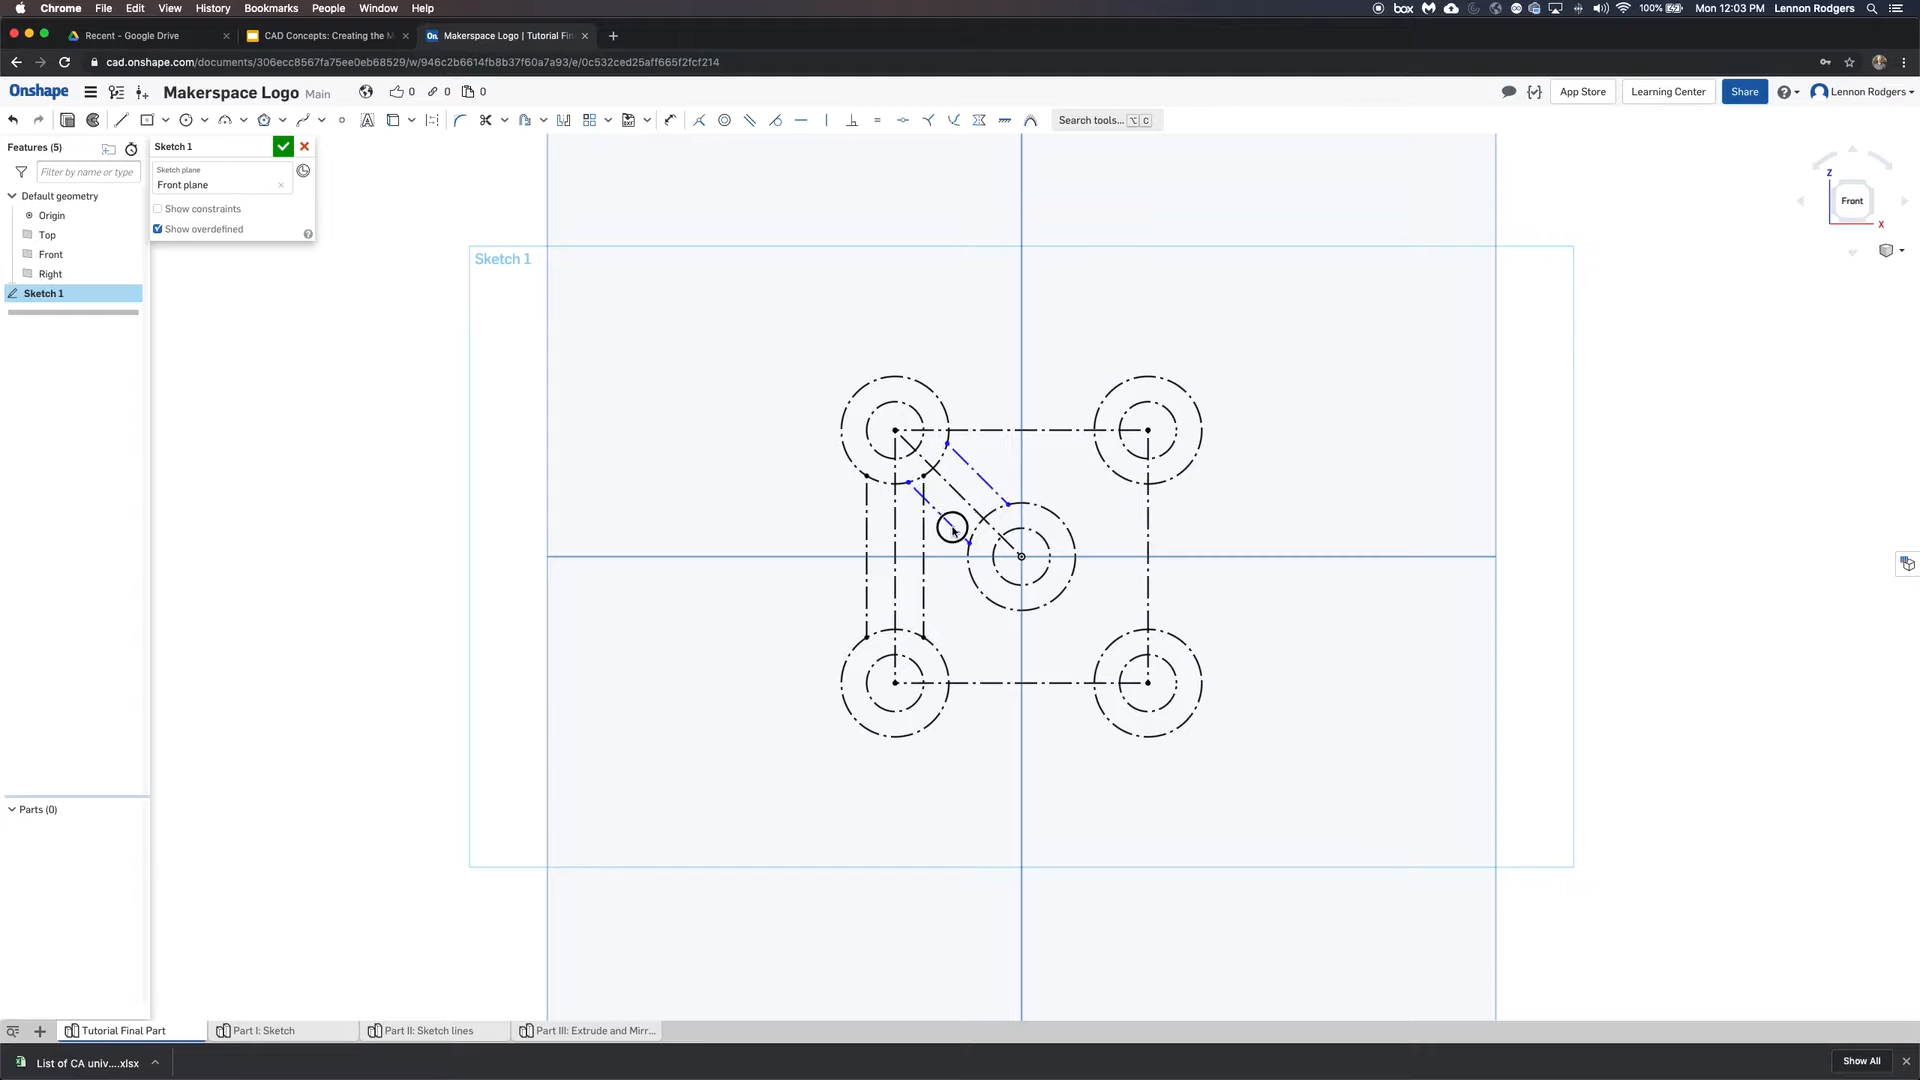 Chrome File Edit View History Bookmarks People Window Help
box 100% Mon 12:03 PM Lennon Rodgers
Recent - Google Drive
CAD Concepts: Creating the M
On. Makerspace Logo | Tutorial Fin
cad.onshape.com/documents/306ecc8567fa75ee0eb68529/w/946c2b6614fb8b37f60a7a93/e/0c532ced25aff665f2fcf214
Onshape Makerspace Logo Main 0 0 0
App Store Learning Center Share Lennon Rodgers
Search tools... ⌥ C
Features (5)
Filter by name or type
Default geometry
Origin
Top
Front
Right
Sketch 1
Sketch 1
Sketch plane
Front plane
Show constraints
Show overdefined
Sketch 1
Z
Front
X
Parts (0)
Tutorial Final Part
Part I: Sketch
Part II: Sketch lines
Part III: Extrude and Mirr...
List of CA univ....xlsx
Show All